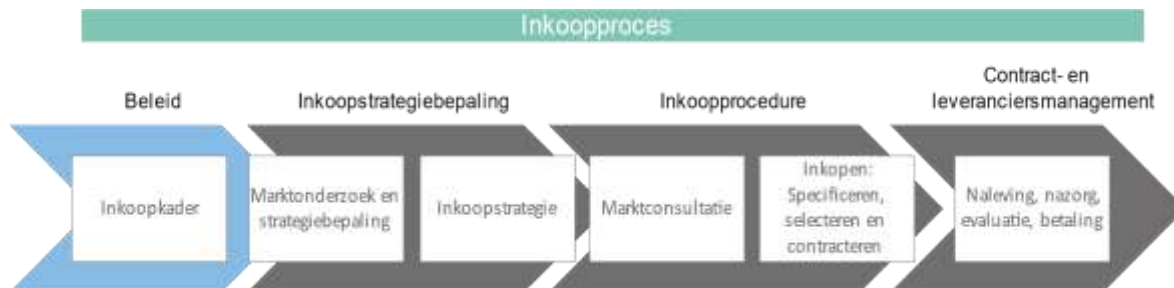 Inkoopproces
Beleid
Inkoopstrategiebepaling
Inkoopprocedure
Contract- en
leveranciersmanagement
Inkoopkader
Marktonderzoek en
strategiebepaling
Inkoopstrategie
Marktconsultatie
Inkopen:
Specificeren,
selecteren en
contracteren
Naleving, nazorg,
evaluatie, betaling